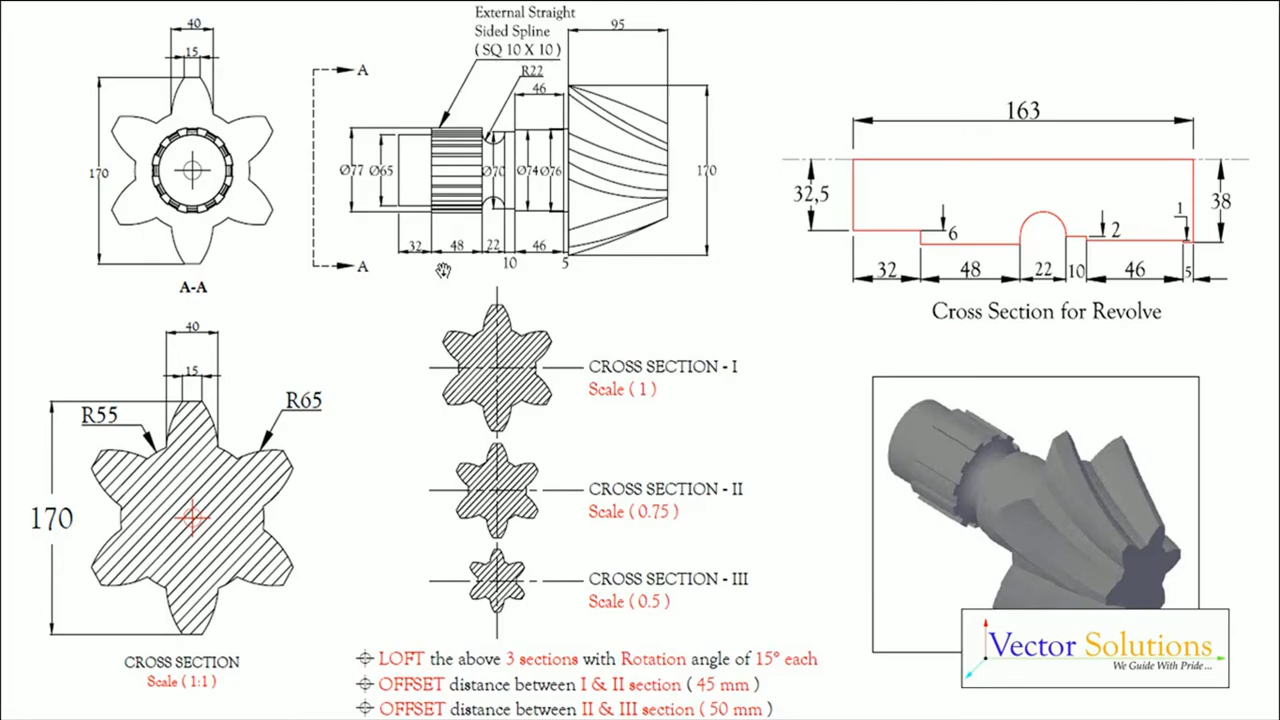 40
15
170
A-A
External Straight
Sided Spline
( SQ 10 X 10 )
R22
46
95
A
A
Ø77
Ø65
Ø70
Ø74
Ø76
170
32
48
22
10
46
5
163
32,5
6
2
1
38
32
48
22
10
46
5
Cross Section for Revolve
40
15
R55
R65
170
CROSS SECTION
Scale ( 1:1 )
CROSS SECTION - I
Scale ( 1 )
CROSS SECTION - II
Scale ( 0.75 )
CROSS SECTION - III
Scale ( 0.5 )
LOFT the above 3 sections with Rotation angle of 15° each
OFFSET distance between I & II section ( 45 mm )
OFFSET distance between II & III section ( 50 mm )
Vector Solutions
We Guide With Pride...